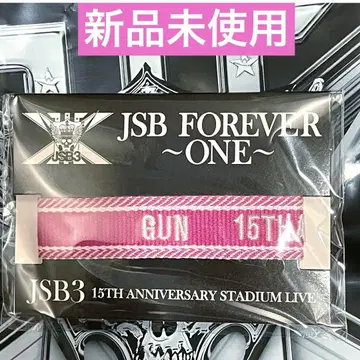 新品未使用
JSB3
JSB FOREVER
~ONE~
GUN 15TH A
JSB3 15TH ANNIVERSARY STADIUM LIVE